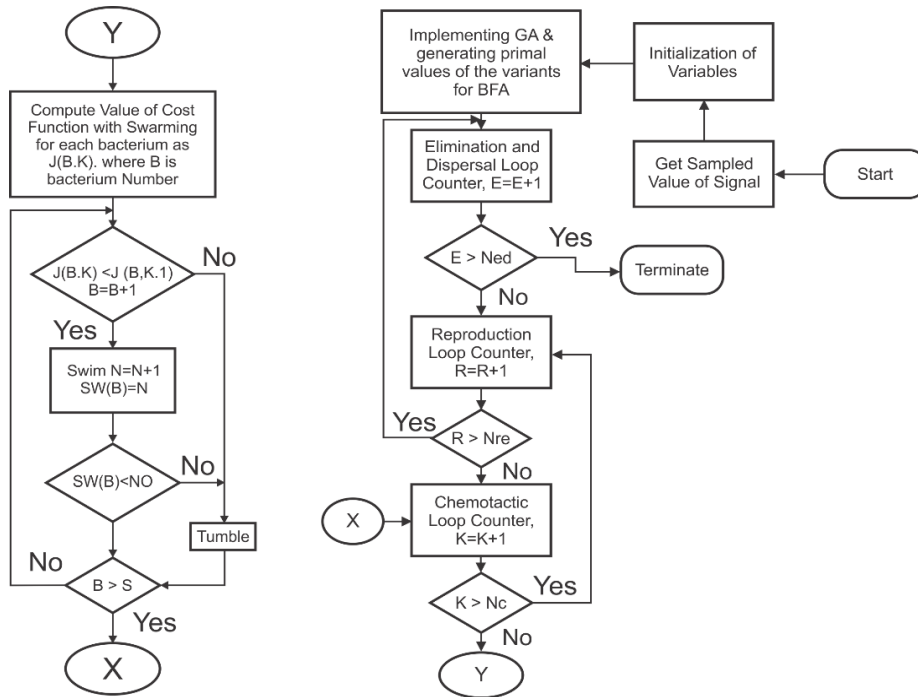 Y
Compute Value of Cost
Function with Swarming
for each bacterium as
J(B.K). where B is
bacterium Number
J(B.K) <J (B,K.1)
B=B+1
No
Yes
Swim N=N+1
SW(B)=N
SW(B)<NO
No
Tumble
No
B > S
Yes
X
Start
Get Sampled
Value of Signal
Initialization of
Variables
Implementing GA &
generating primal
values of the variants
for BFA
Elimination and
Dispersal Loop
Counter, E=E+1
E > Ned
Yes
Terminate
No
Reproduction
Loop Counter,
R=R+1
Yes
R > Nre
No
X
Chemotactic
Loop Counter,
K=K+1
K > Nc
Yes
No
Y